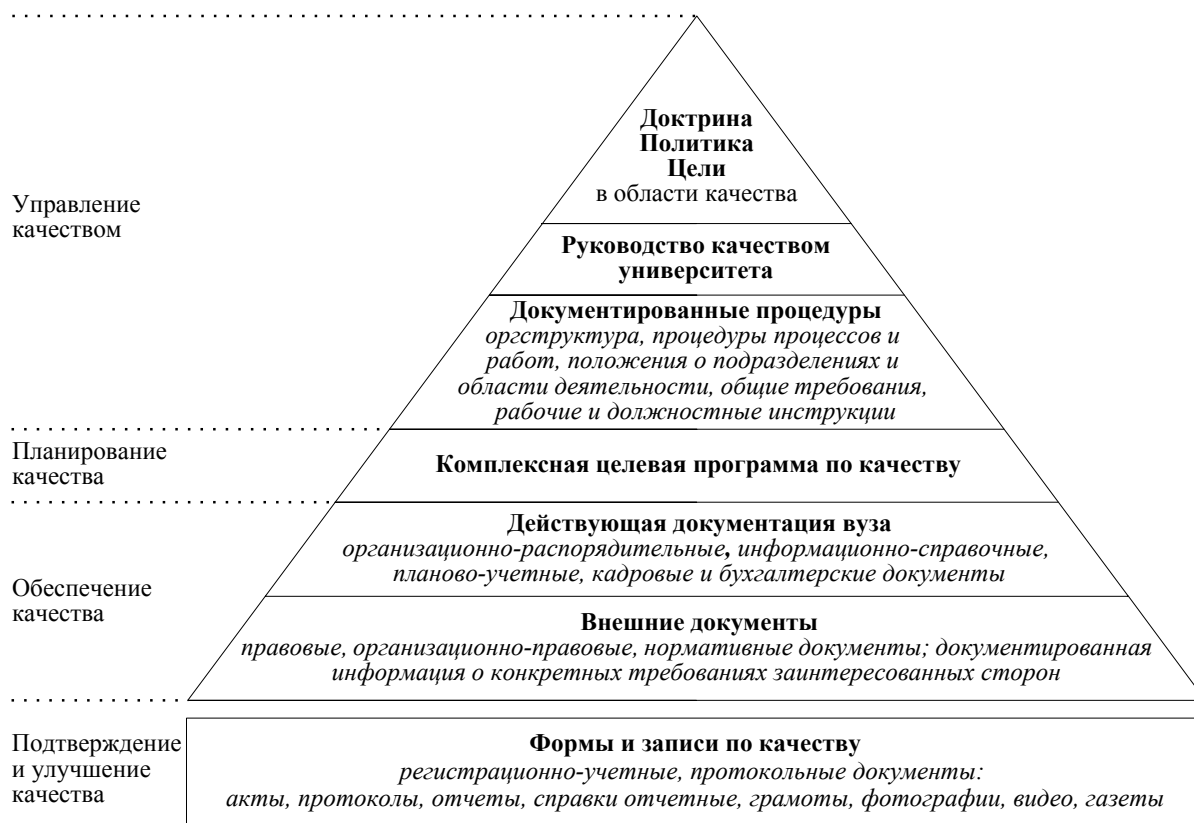 Доктрина
Политика
Цели
в области качества
Управление
качеством
Руководство качеством
университета
Документированные процедуры
оргструктура, процедуры процессов и
работ, положения о подразделениях и
области деятельности, общие требования,
рабочие и должностные инструкции
Планирование
качества
Комплексная целевая программа по качеству
Обеспечение
качества
Действующая документация вуза
организационно-распорядительные, информационно-справочные,
планово-учетные, кадровые и бухгалтерские документы
Внешние документы
правовые, организационно-правовые, нормативные документы; документированная
информация о конкретных требованиях заинтересованных сторон
Подтверждение
и улучшение
качества
Формы и записи по качеству
регистрационно-учетные, протокольные документы:
акты, протоколы, отчеты, справки отчетные, грамоты, фотографии, видео, газеты